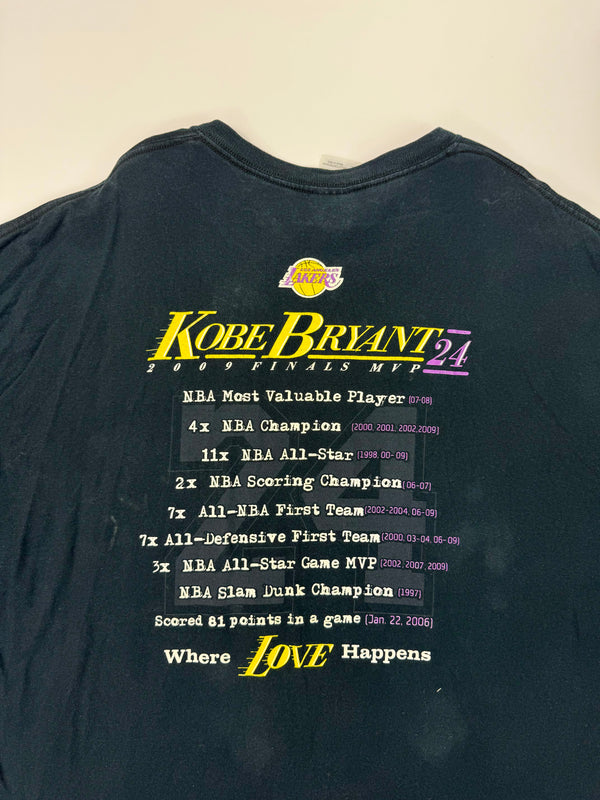 LOS ANGELES
LAKERS
KOBE BRYANT 24
2009 FINALS MVP
NBA Most Valuable Player (07-08)
4x NBA Champion (2000, 2001, 2002, 2009)
11x NBA All-Star (1998, 00-09)
2x NBA Scoring Champion (06-07)
7x All-NBA First Team (2002-2004, 06-09)
7x All-Defensive First Team (2000, 03-04, 06-09)
3x NBA All-Star Game MVP (2002, 2007, 2009)
NBA Slam Dunk Champion (1997)
Scored 81 points in a game (Jan. 22, 2006)
Where LOVE Happens
24